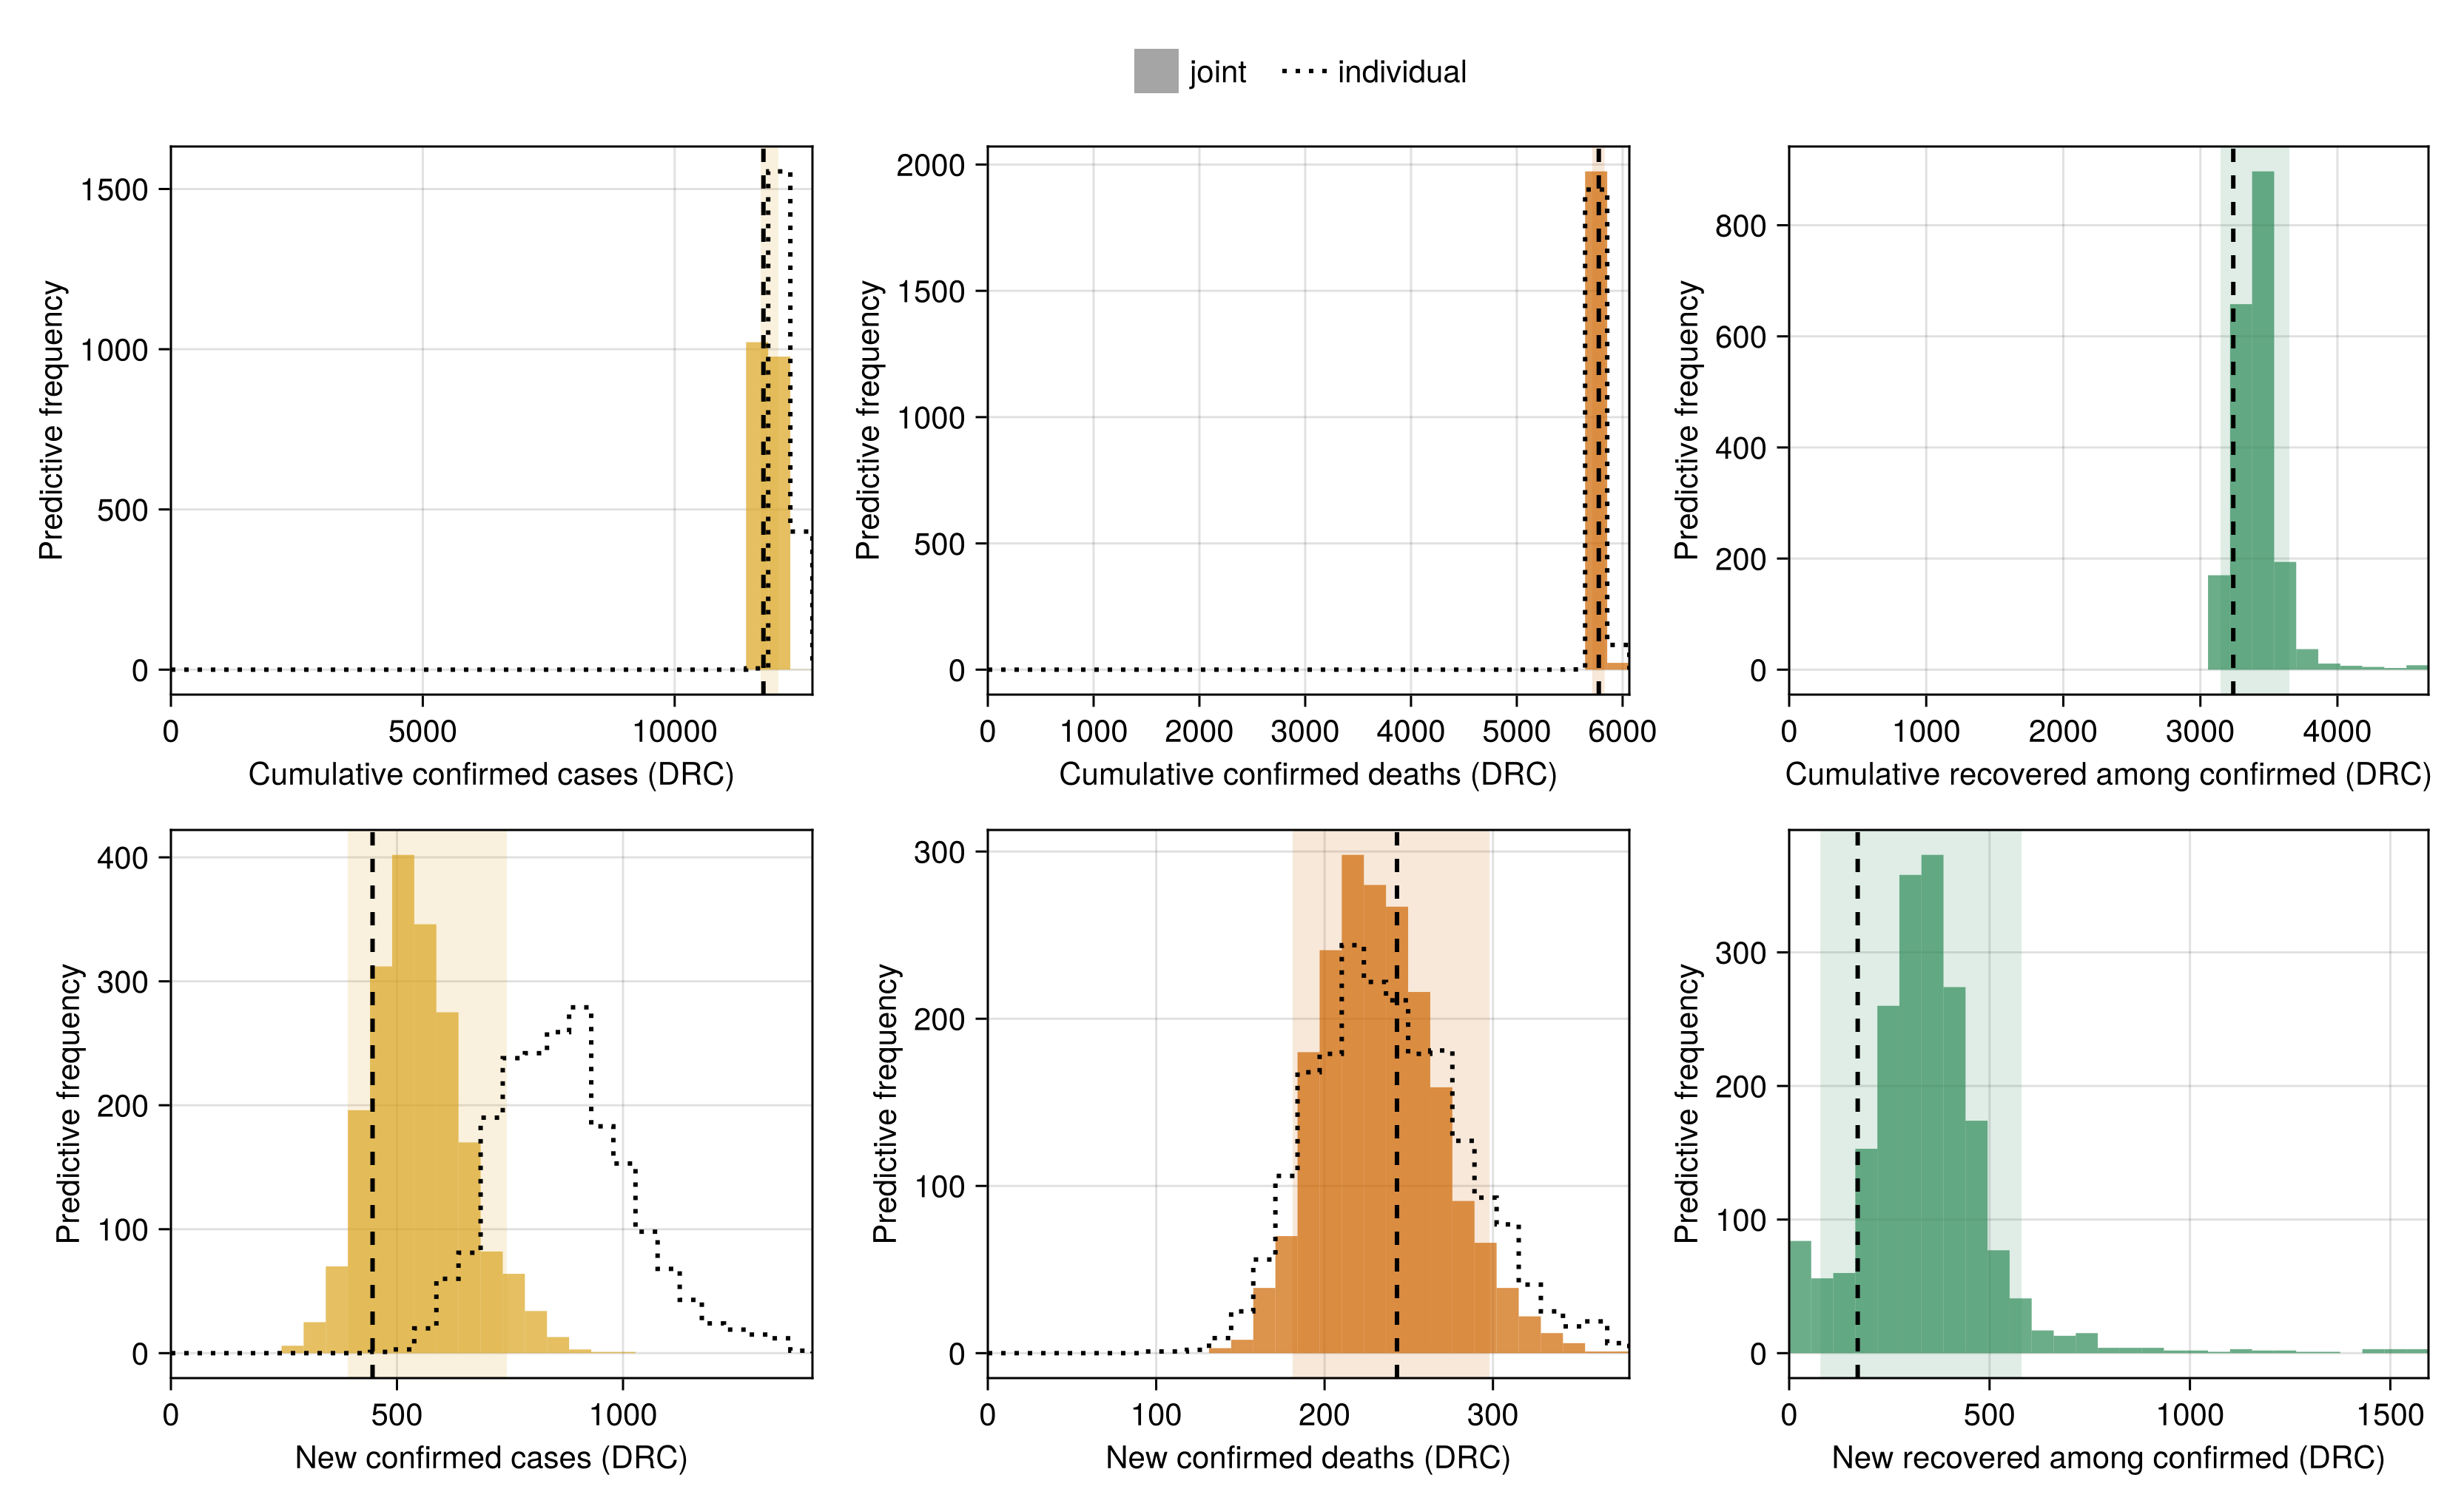 joint individual
2000
1500
1000
500
0
Predictive frequency
0 5000 10000
Cumulative confirmed cases (DRC)
1500
1000
500
0
Predictive frequency
0 1000 2000 3000 4000 5000 6000
Cumulative confirmed deaths (DRC)
800
600
400
200
0
Predictive frequency
0 1000 2000 3000 4000
Cumulative recovered among confirmed (DRC)
400
300
200
100
0
Predictive frequency
0 500 1000
New confirmed cases (DRC)
300
200
100
0
Predictive frequency
0 100 200 300
New confirmed deaths (DRC)
300
200
100
0
Predictive frequency
0 500 1000 1500
New recovered among confirmed (DRC)